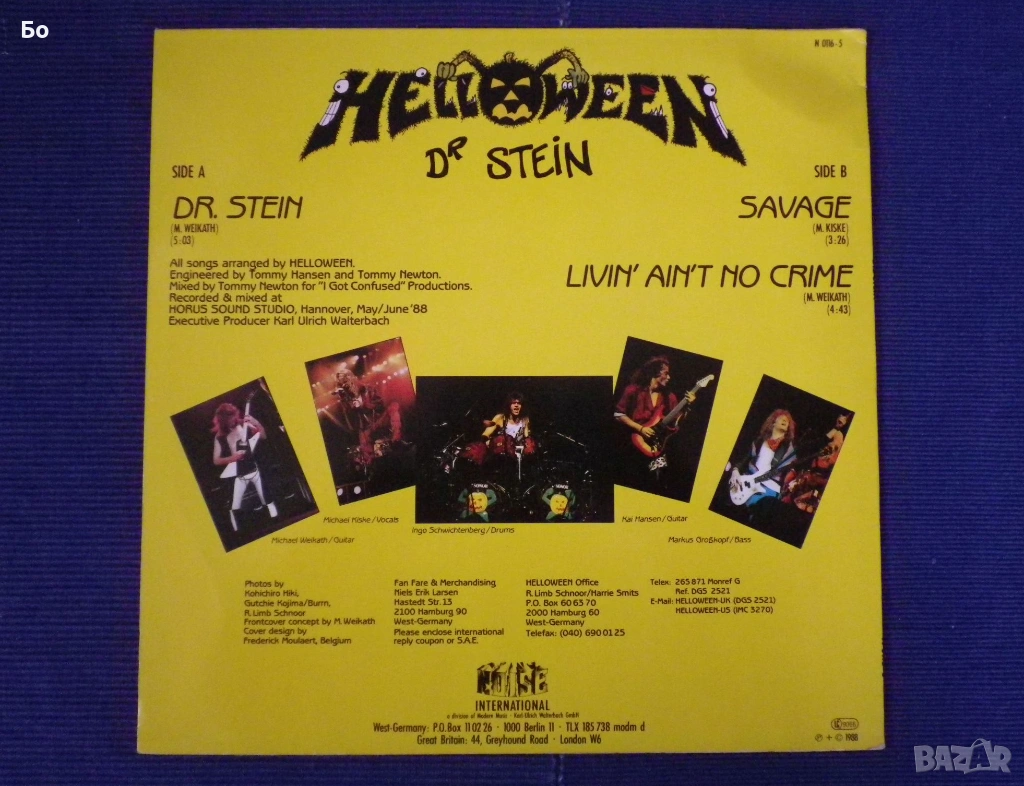 Бо
N 0116-5
HELLOWEEN
DR STEIN
SIDE A
DR. STEIN
(M. WEIKATH)
(5:03)
SIDE B
SAVAGE
(M. KISKE)
(3:26)
LIVIN' AIN'T NO CRIME
(M. WEIKATH)
(4:43)
All songs arranged by HELLOWEEN.
Engineered by Tommy Hansen and Tommy Newton.
Mixed by Tommy Newton for "I Got Confused" Productions.
Recorded & mixed at
HORUS SOUND STUDIO, Hannover, May/June '88
Executive Producer Karl Ulrich Walterbach
Michael Weikath/Guitar
Michael Kiske/Vocals
Ingo Schwichtenberg/Drums
Kai Hansen/Guitar
Markus Großkopf/Bass
Photos by
Kohichiro Hiki,
Gutchie Kojima/Burrn,
R. Limb Schnoor
Frontcover concept by M. Weikath
Cover design by
Frederick Moulaert, Belgium
Fan Fare & Merchandising
Niels Erik Larsen
Hastedt Str. 13
2100 Hamburg 90
West-Germany
Please enclose international
reply coupon or S.A.E.
HELLOWEEN Office
R. Limb Schnoor/Harrie Smits
P.O. Box 60 63 70
2000 Hamburg 60
West-Germany
Telefax: (040) 690 01 25
Telex: 265 871 Monref G
Ref. DGS 2521
E-Mail: HELLOWEEN-UK (DGS 2521)
HELLOWEEN-US (IMC 3270)
NOISE
INTERNATIONAL
a division of Modern Music · Karl-Ulrich Walterbach GmbH
West-Germany: P.O.Box 11 02 26 · 1000 Berlin 11 · TLX 185 738 modm d
Great Britain: 44, Greyhound Road · London W6
℗ + © 1988
BAZAR